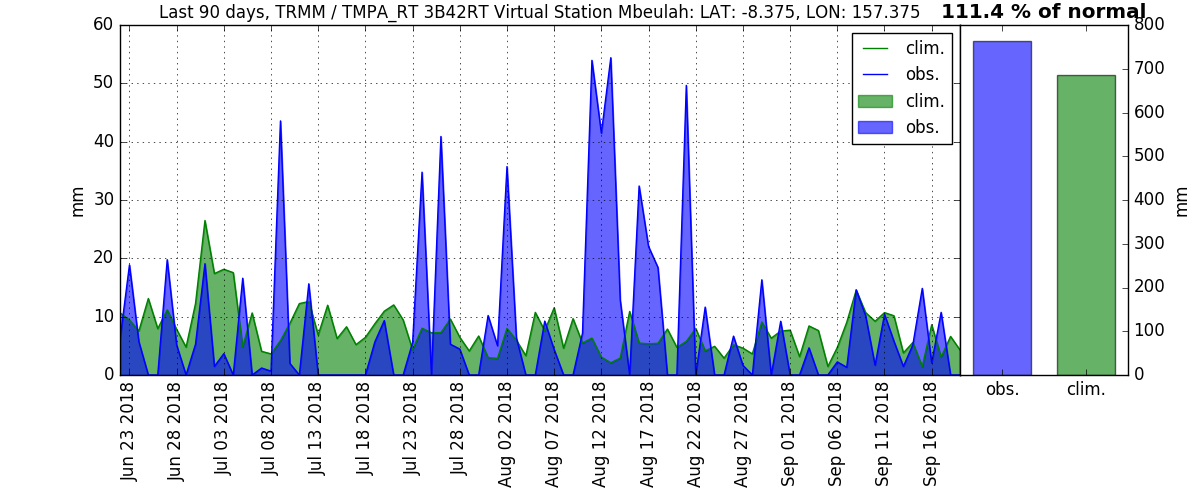 Last 90 days, TRMM / TMPA_RT 3B42RT Virtual Station Mbeulah: LAT: -8.375, LON: 157.375
111.4 % of normal
60
50
40
30
20
10
0
mm
clim.
obs.
clim.
obs.
800
700
600
500
400
300
200
100
0
mm
Jun 23 2018
Jun 28 2018
Jul 03 2018
Jul 08 2018
Jul 13 2018
Jul 18 2018
Jul 23 2018
Jul 28 2018
Aug 02 2018
Aug 07 2018
Aug 12 2018
Aug 17 2018
Aug 22 2018
Aug 27 2018
Sep 01 2018
Sep 06 2018
Sep 11 2018
Sep 16 2018
obs.
clim.